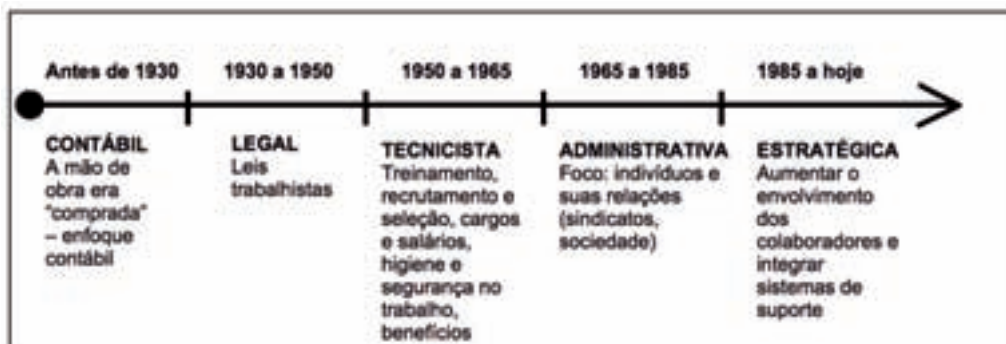 Antes de 1930
1930 a 1950
1950 a 1965
1965 a 1985
1985 a hoje
CONTÁBIL
A mão de
obra era
"comprada"
– enfoque
contábil
LEGAL
Leis
trabalhistas
TECNICISTA
Treinamento,
recrutamento e
seleção, cargos
e salários,
higiene e
segurança no
trabalho,
benefícios
ADMINISTRATIVA
Foco: indivíduos e
suas relações
(sindicatos,
sociedade)
ESTRATÉGICA
Aumentar o
envolvimento
dos
colaboradores e
integrar
sistemas de
suporte